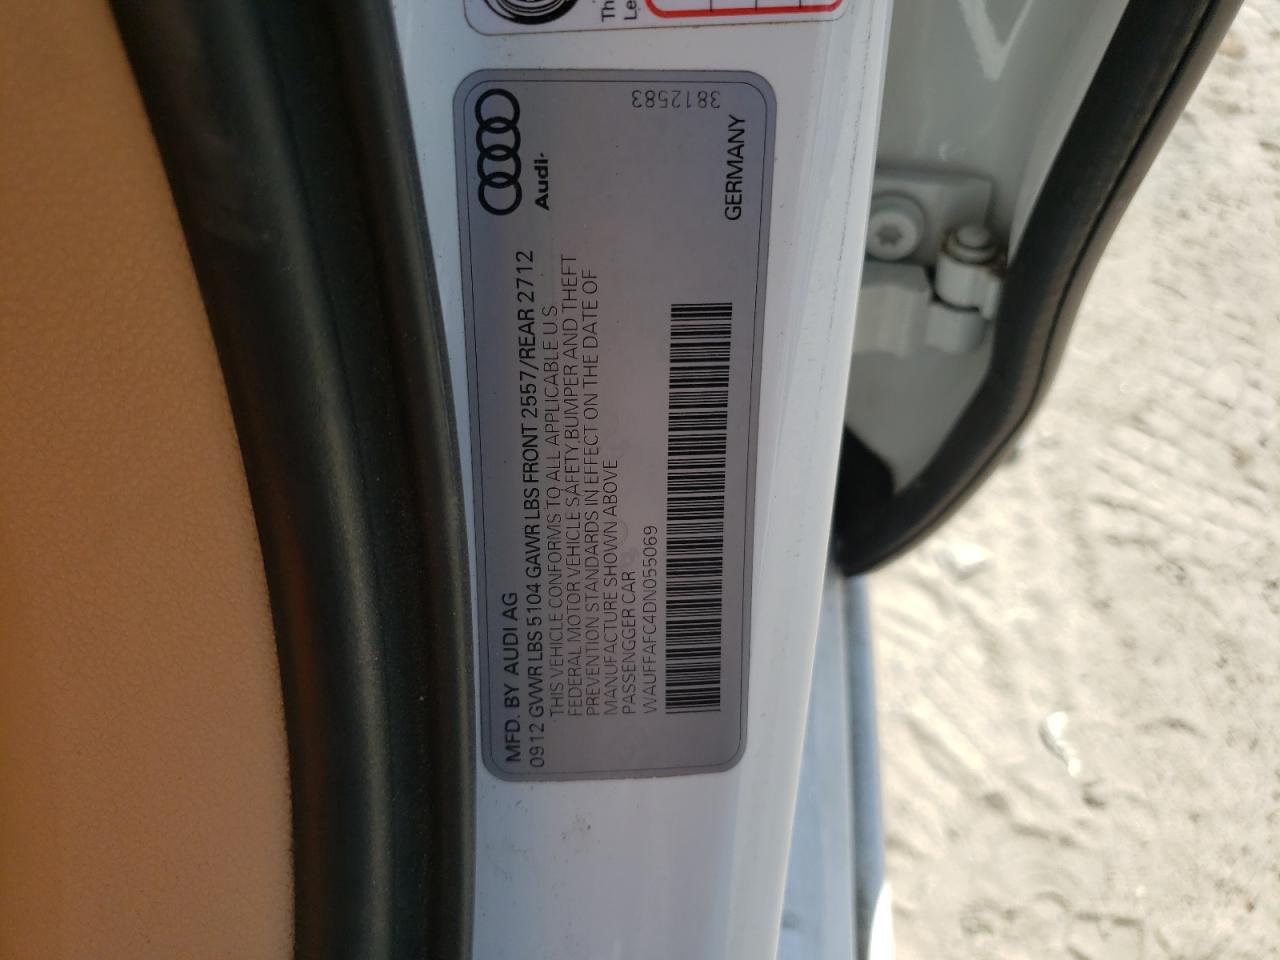 Th
Le
3812583
Audi
GERMANY
MFD. BY AUDI AG
0912 GVWR LBS 5104 GAWR LBS FRONT 2557/REAR 2712
THIS VEHICLE CONFORMS TO ALL APPLICABLE U.S
FEDERAL MOTOR VEHICLE SAFETY, BUMPER AND THEFT
PREVENTION STANDARDS IN EFFECT ON THE DATE OF
MANUFACTURE SHOWN ABOVE
PASSENGGER CAR
WAUFFAFC4DN055069